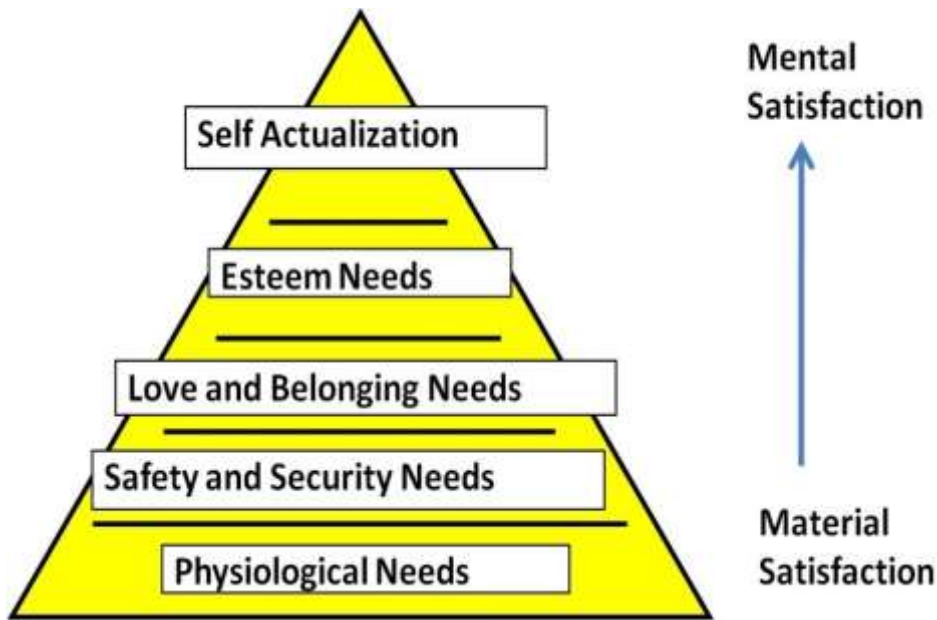 Mental
Satisfaction
Self Actualization
Esteem Needs
Love and Belonging Needs
Safety and Security Needs
Physiological Needs
Material
Satisfaction